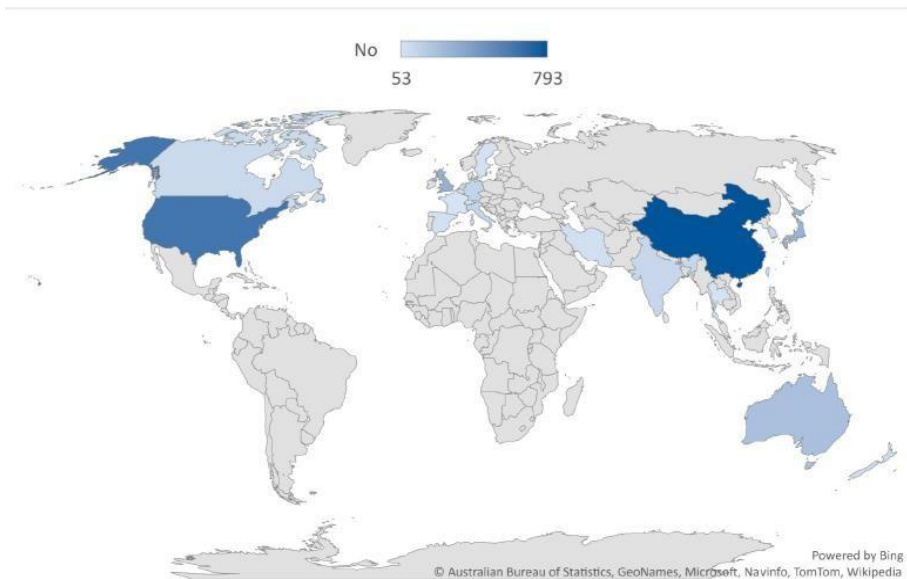 No
53 793
Powered by Bing
© Australian Bureau of Statistics, GeoNames, Microsoft, Navinfo, TomTom, Wikipedia